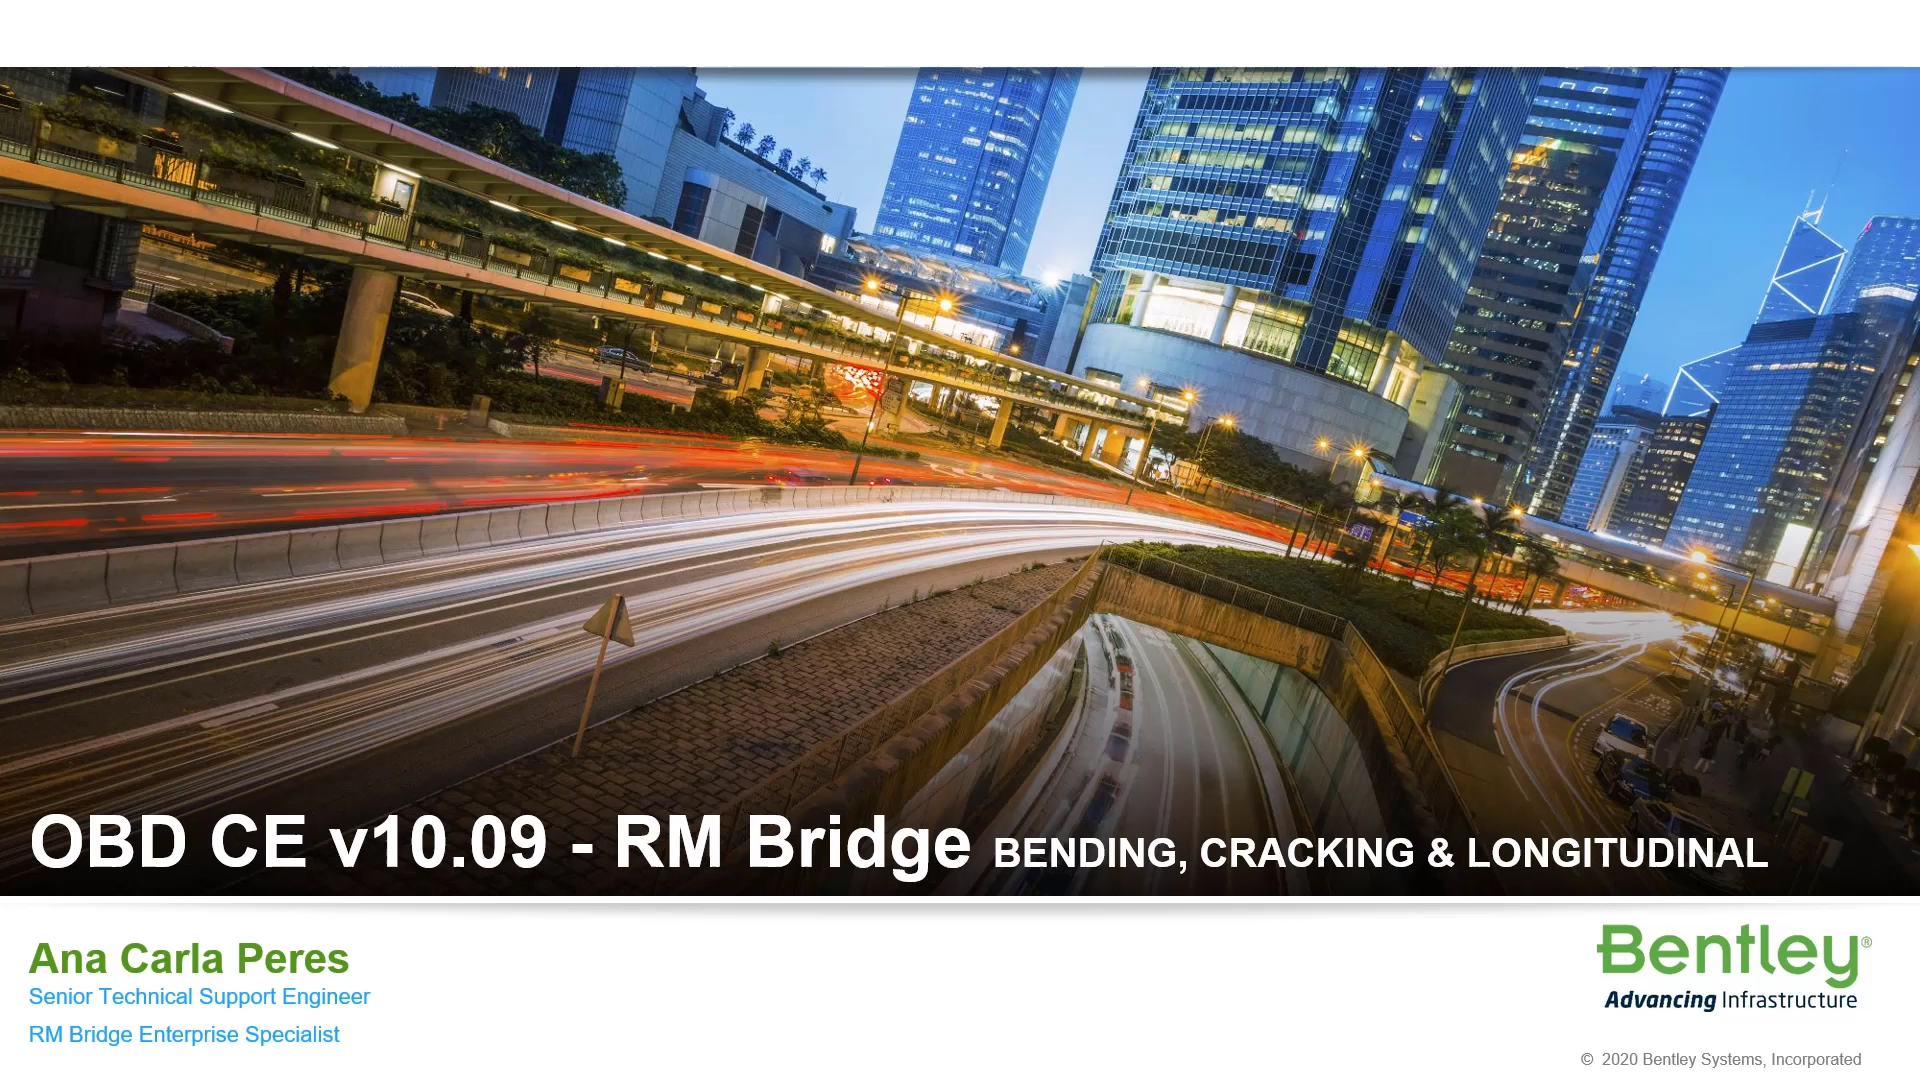 OBD CE v10.09 - RM Bridge BENDING, CRACKING & LONGITUDINAL
Ana Carla Peres
Senior Technical Support Engineer
RM Bridge Enterprise Specialist
Bentley®
Advancing Infrastructure
© 2020 Bentley Systems, Incorporated